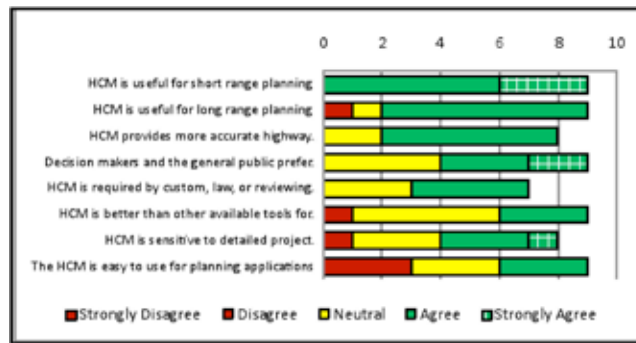 0 2 4 6 8 10
HCM is useful for short range planning
HCM is useful for long range planning
HCM provides more accurate highway.
Decision makers and the general public prefer.
HCM is required by custom, law, or reviewing.
HCM is better than other available tools for.
HCM is sensitive to detailed project.
The HCM is easy to use for planning applications
Strongly Disagree Disagree Neutral Agree Strongly Agree